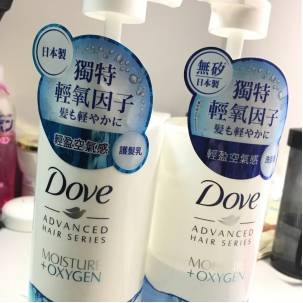 日本製
獨特
輕氧因子
髪も軽やかに
輕盈空氣感
護髮乳
Dove
ADVANCED
HAIR SERIES
MOISTURE
+OXYGEN
無矽
日本製
獨特
輕氧因子
髪も軽やかに
輕盈空氣感
Dove
ADVANCED
HAIR SERIES
+OXYGEN